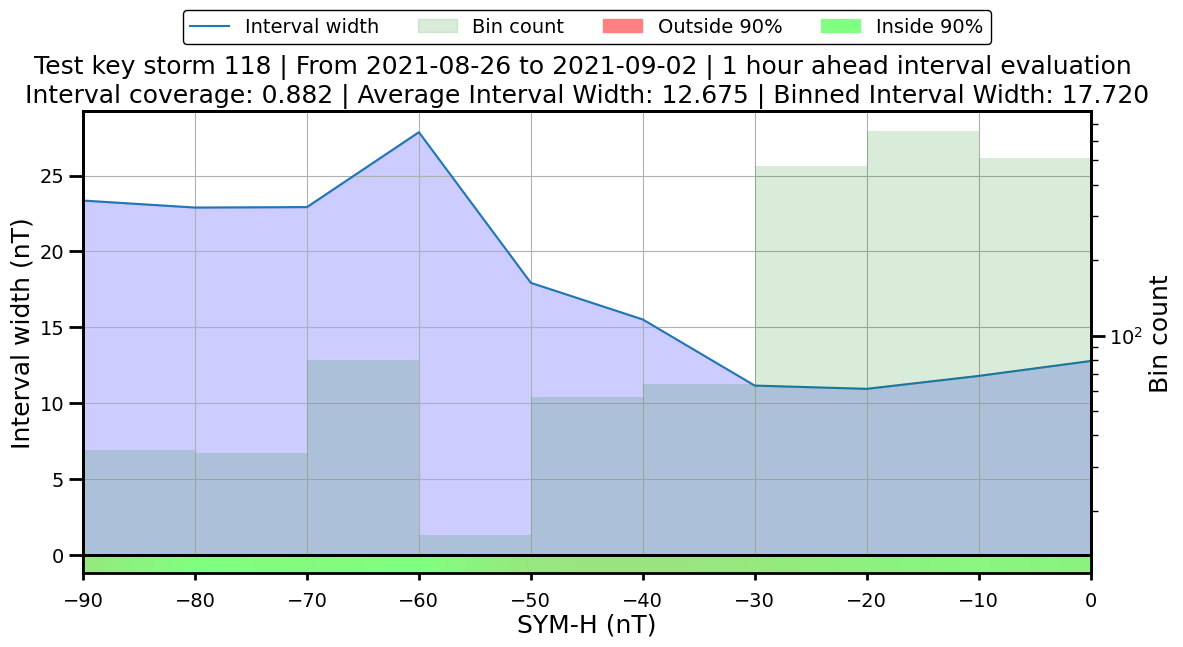 Interval width Bin count Outside 90% Inside 90%
Test key storm 118 | From 2021-08-26 to 2021-09-02 | 1 hour ahead interval evaluation
Interval coverage: 0.882 | Average Interval Width: 12.675 | Binned Interval Width: 17.720
Interval width (nT)
25
20
15
10
5
0
10²
Bin count
−90 −80 −70 −60 −50 −40 −30 −20 −10 0
SYM-H (nT)